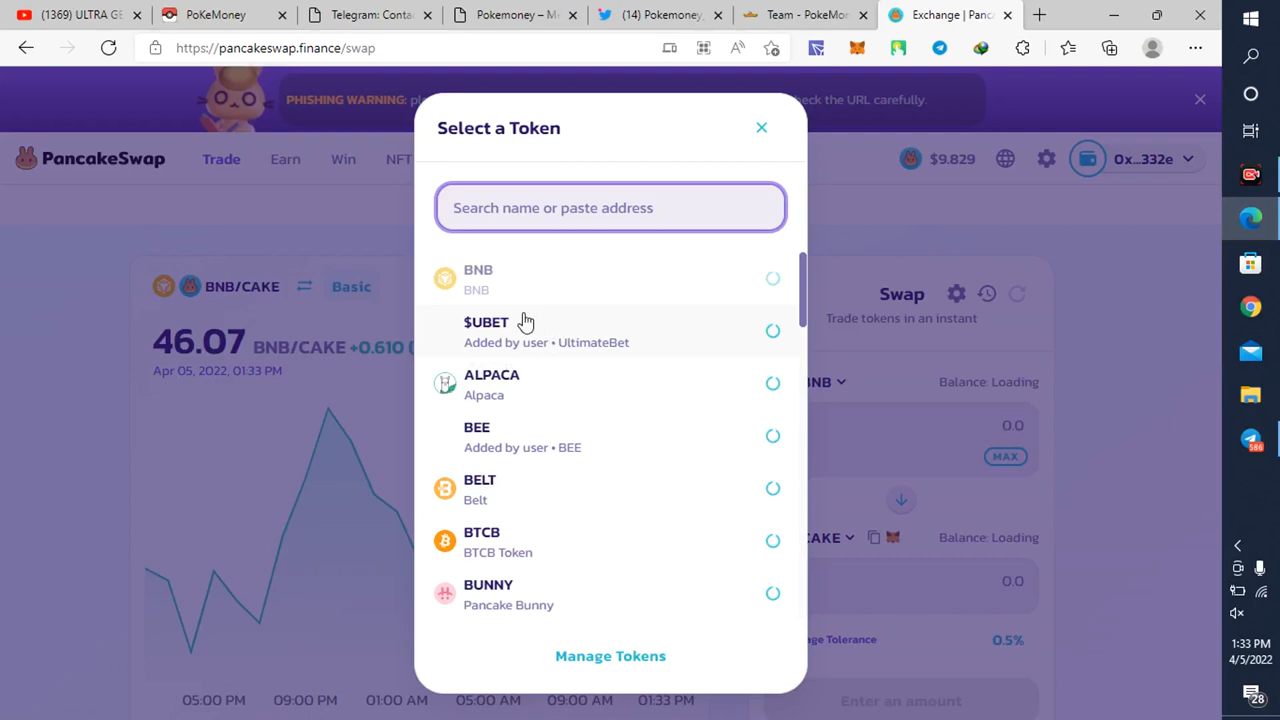 (1369) ULTRA GE
PoKeMoney
Telegram: Conta
Pokemoney – M
(14) Pokemoney
Team - PoKeMon
Exchange | Panc
https://pancakeswap.finance/swap
PHISHING WARNING: ple
heck the URL carefully.
PancakeSwap
Trade
Earn
Win
NFT
$9.829
0x...332e
Select a Token
Search name or paste address
BNB
BNB
$UBET
Added by user • UltimateBet
ALPACA
Alpaca
BEE
Added by user • BEE
BELT
Belt
BTCB
BTCB Token
BUNNY
Pancake Bunny
Manage Tokens
BNB/CAKE
Basic
46.07 BNB/CAKE +0.610
Apr 05, 2022, 01:33 PM
05:00 PM
09:00 PM
01:00 AM
05:00 AM
09:00 AM
01:33 PM
Swap
Trade tokens in an instant
BNB
Balance: Loading
0.0
MAX
CAKE
Balance: Loading
0.0
age Tolerance
0.5%
Enter an amount
586
1:33 PM
4/5/2022
28